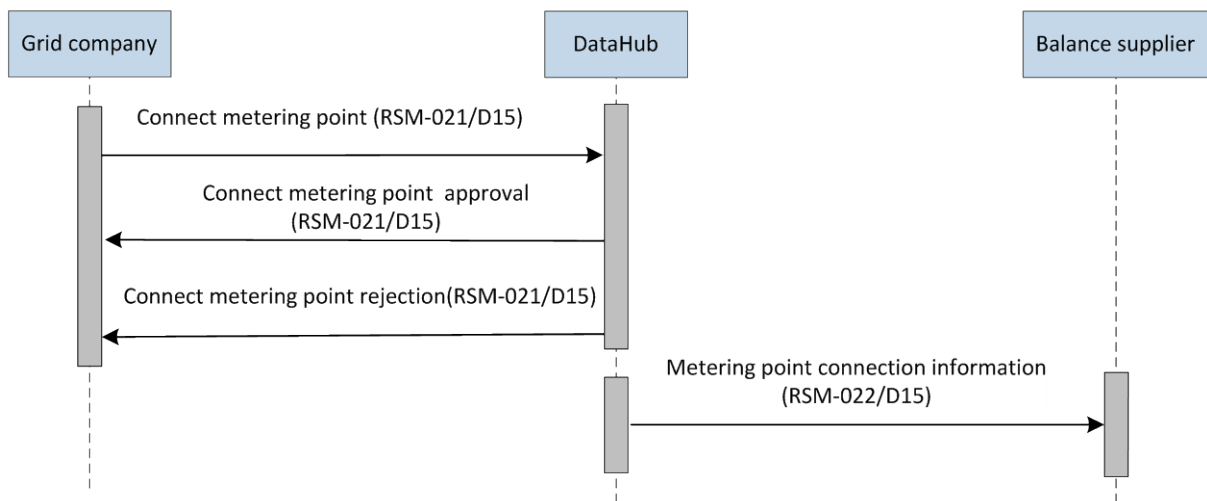 Grid company
DataHub
Balance supplier
Connect metering point (RSM-021/D15)
Connect metering point approval
(RSM-021/D15)
Connect metering point rejection(RSM-021/D15)
Metering point connection information
(RSM-022/D15)